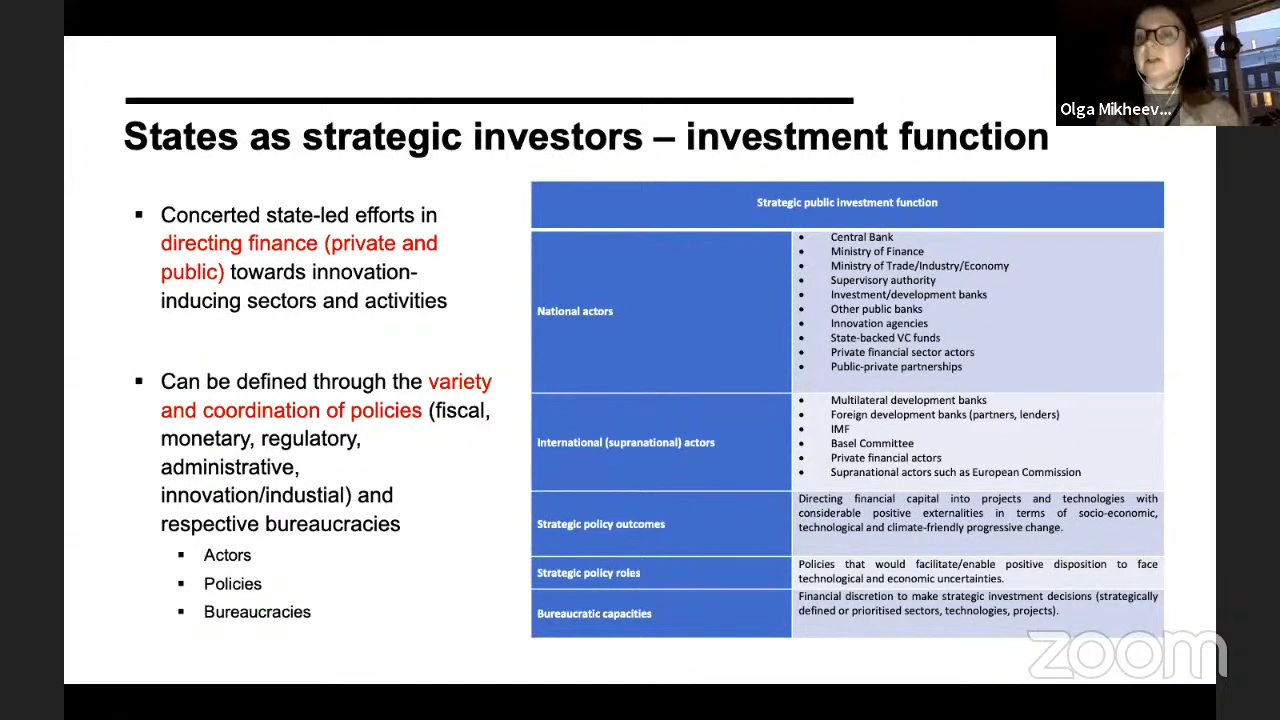 Olga Mikheev...
States as strategic investors – investment function
▪ Concerted state-led efforts in
directing finance (private and
public) towards innovation-
inducing sectors and activities
▪ Can be defined through the variety
and coordination of policies (fiscal,
monetary, regulatory,
administrative,
innovation/industial) and
respective bureaucracies
▪ Actors
▪ Policies
▪ Bureaucracies
Strategic public investment function
National actors
• Central Bank
• Ministry of Finance
• Ministry of Trade/Industry/Economy
• Supervisory authority
• Investment/development banks
• Other public banks
• Innovation agencies
• State-backed VC funds
• Private financial sector actors
• Public-private partnerships
International (supranational) actors
• Multilateral development banks
• Foreign development banks (partners, lenders)
• IMF
• Basel Committee
• Private financial actors
• Supranational actors such as European Commission
Strategic policy outcomes
Directing financial capital into projects and technologies with
considerable positive externalities in terms of socio-economic,
technological and climate-friendly progressive change.
Strategic policy roles
Policies that would facilitate/enable positive disposition to face
technological and economic uncertainties.
Bureaucratic capacities
Financial discretion to make strategic investment decisions (strategically
defined or prioritised sectors, technologies, projects).
zoom